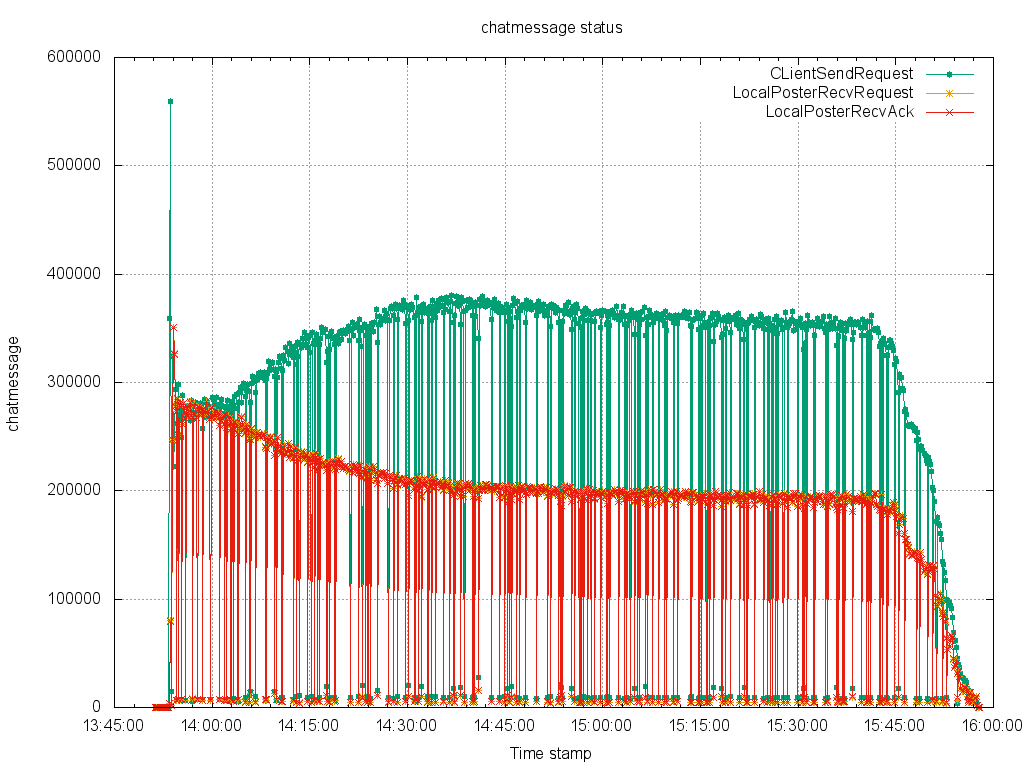 chatmessage status
600000
500000
400000
300000
200000
100000
0
chatmessage
CLientSendRequest
LocalPosterRecvRequest
LocalPosterRecvAck
13:45:00 14:00:00 14:15:00 14:30:00 14:45:00 15:00:00 15:15:00 15:30:00 15:45:00 16:00:00
Time stamp